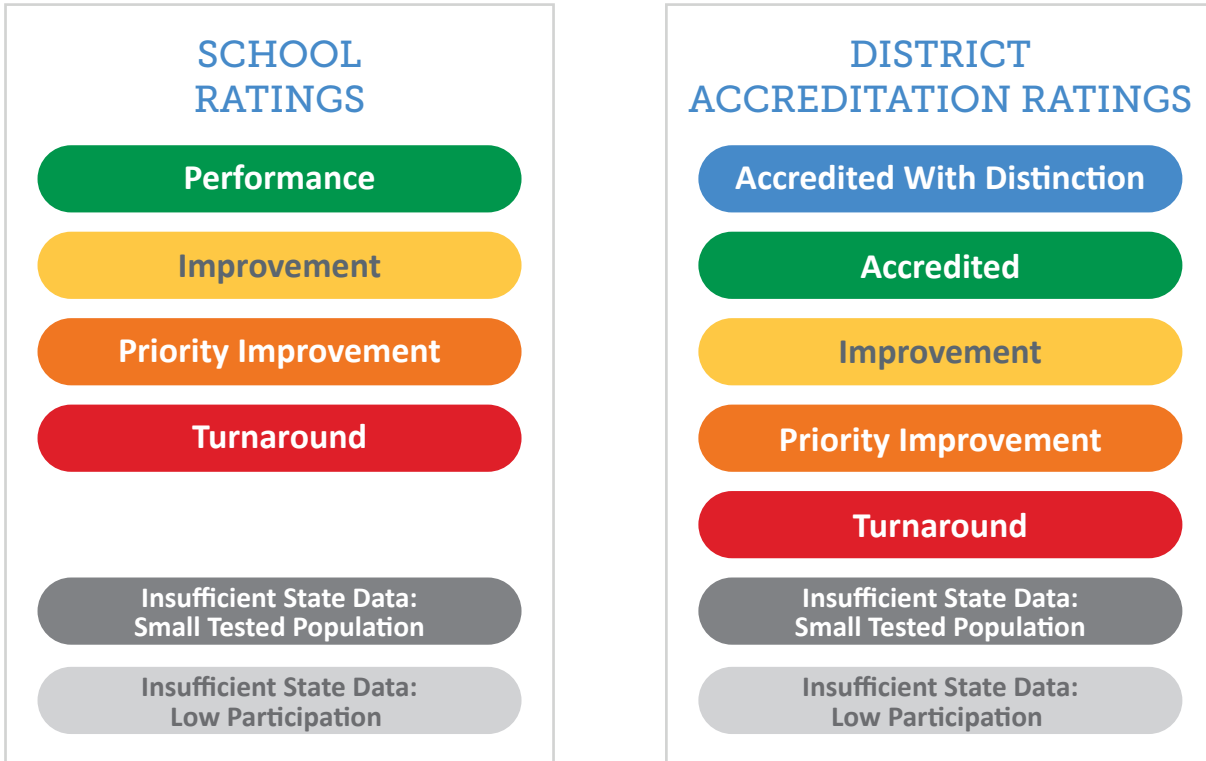 SCHOOL
RATINGS
Performance
Improvement
Priority Improvement
Turnaround
Insufficient State Data:
Small Tested Population
Insufficient State Data:
Low Participation
DISTRICT
ACCREDITATION RATINGS
Accredited With Distinction
Accredited
Improvement
Priority Improvement
Turnaround
Insufficient State Data:
Small Tested Population
Insufficient State Data:
Low Participation